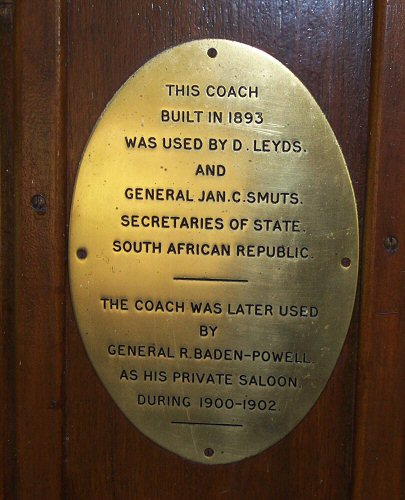 THIS COACH
BUILT IN 1893
WAS USED BY D. LEYDS.
AND
GENERAL JAN.C.SMUTS.
SECRETARIES OF STATE.
SOUTH AFRICAN REPUBLIC.
THE COACH WAS LATER USED
BY
GENERAL R.BADEN-POWELL.
AS HIS PRIVATE SALOON.
DURING 1900-1902.